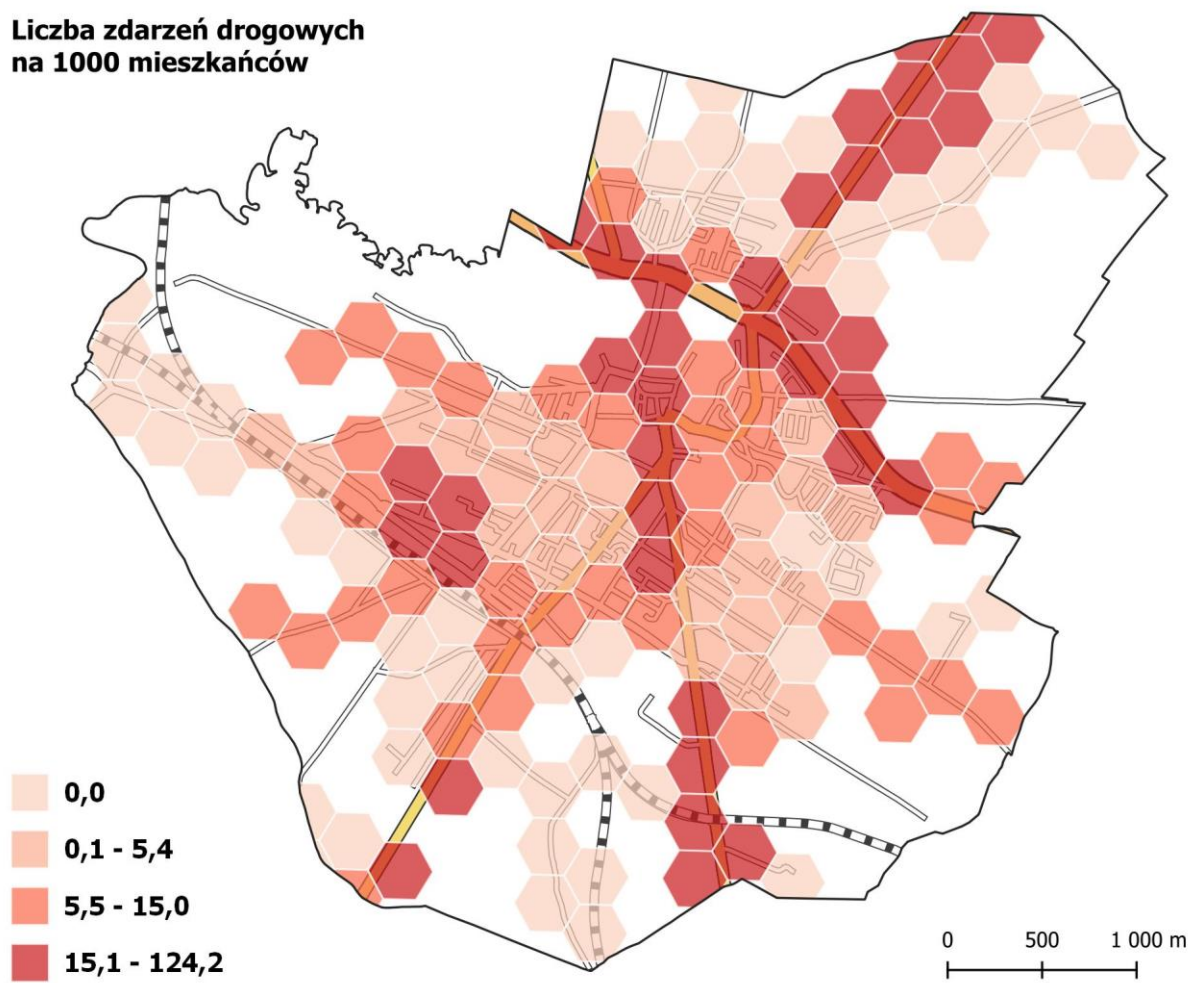 Liczba zdarzeń drogowych
na 1000 mieszkańców
0,0
0,1 - 5,4
5,5 - 15,0
15,1 - 124,2
0 500 1 000 m